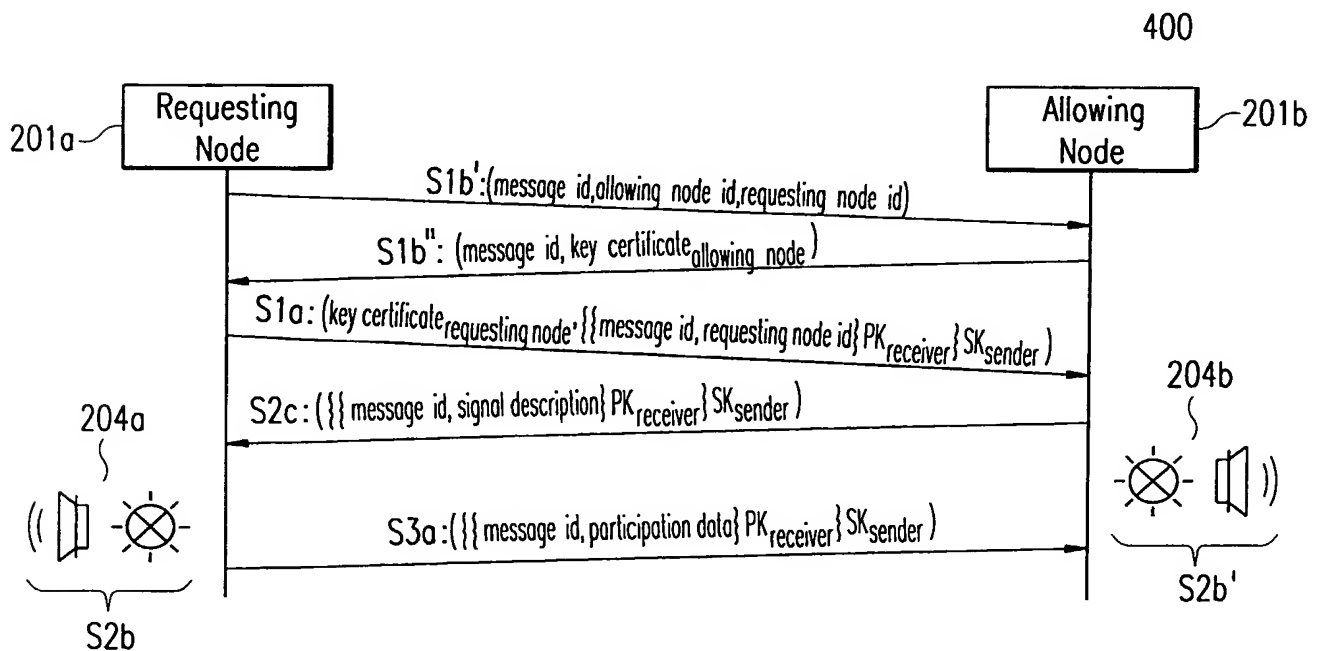 400
Requesting
Node
201a
Allowing
Node
201b
S1b':(message id,allowing node id,requesting node id)
S1b": (message id, key certificate allowing node)
S1a:(key certificate requesting node,{{message id, requesting node id}PK receiver}SK sender)
S2c:({{message id, signal description}PK receiver}SK sender)
204a
204b
S3a:({{message id, participation data}PK receiver}SK sender)
S2b
S2b'